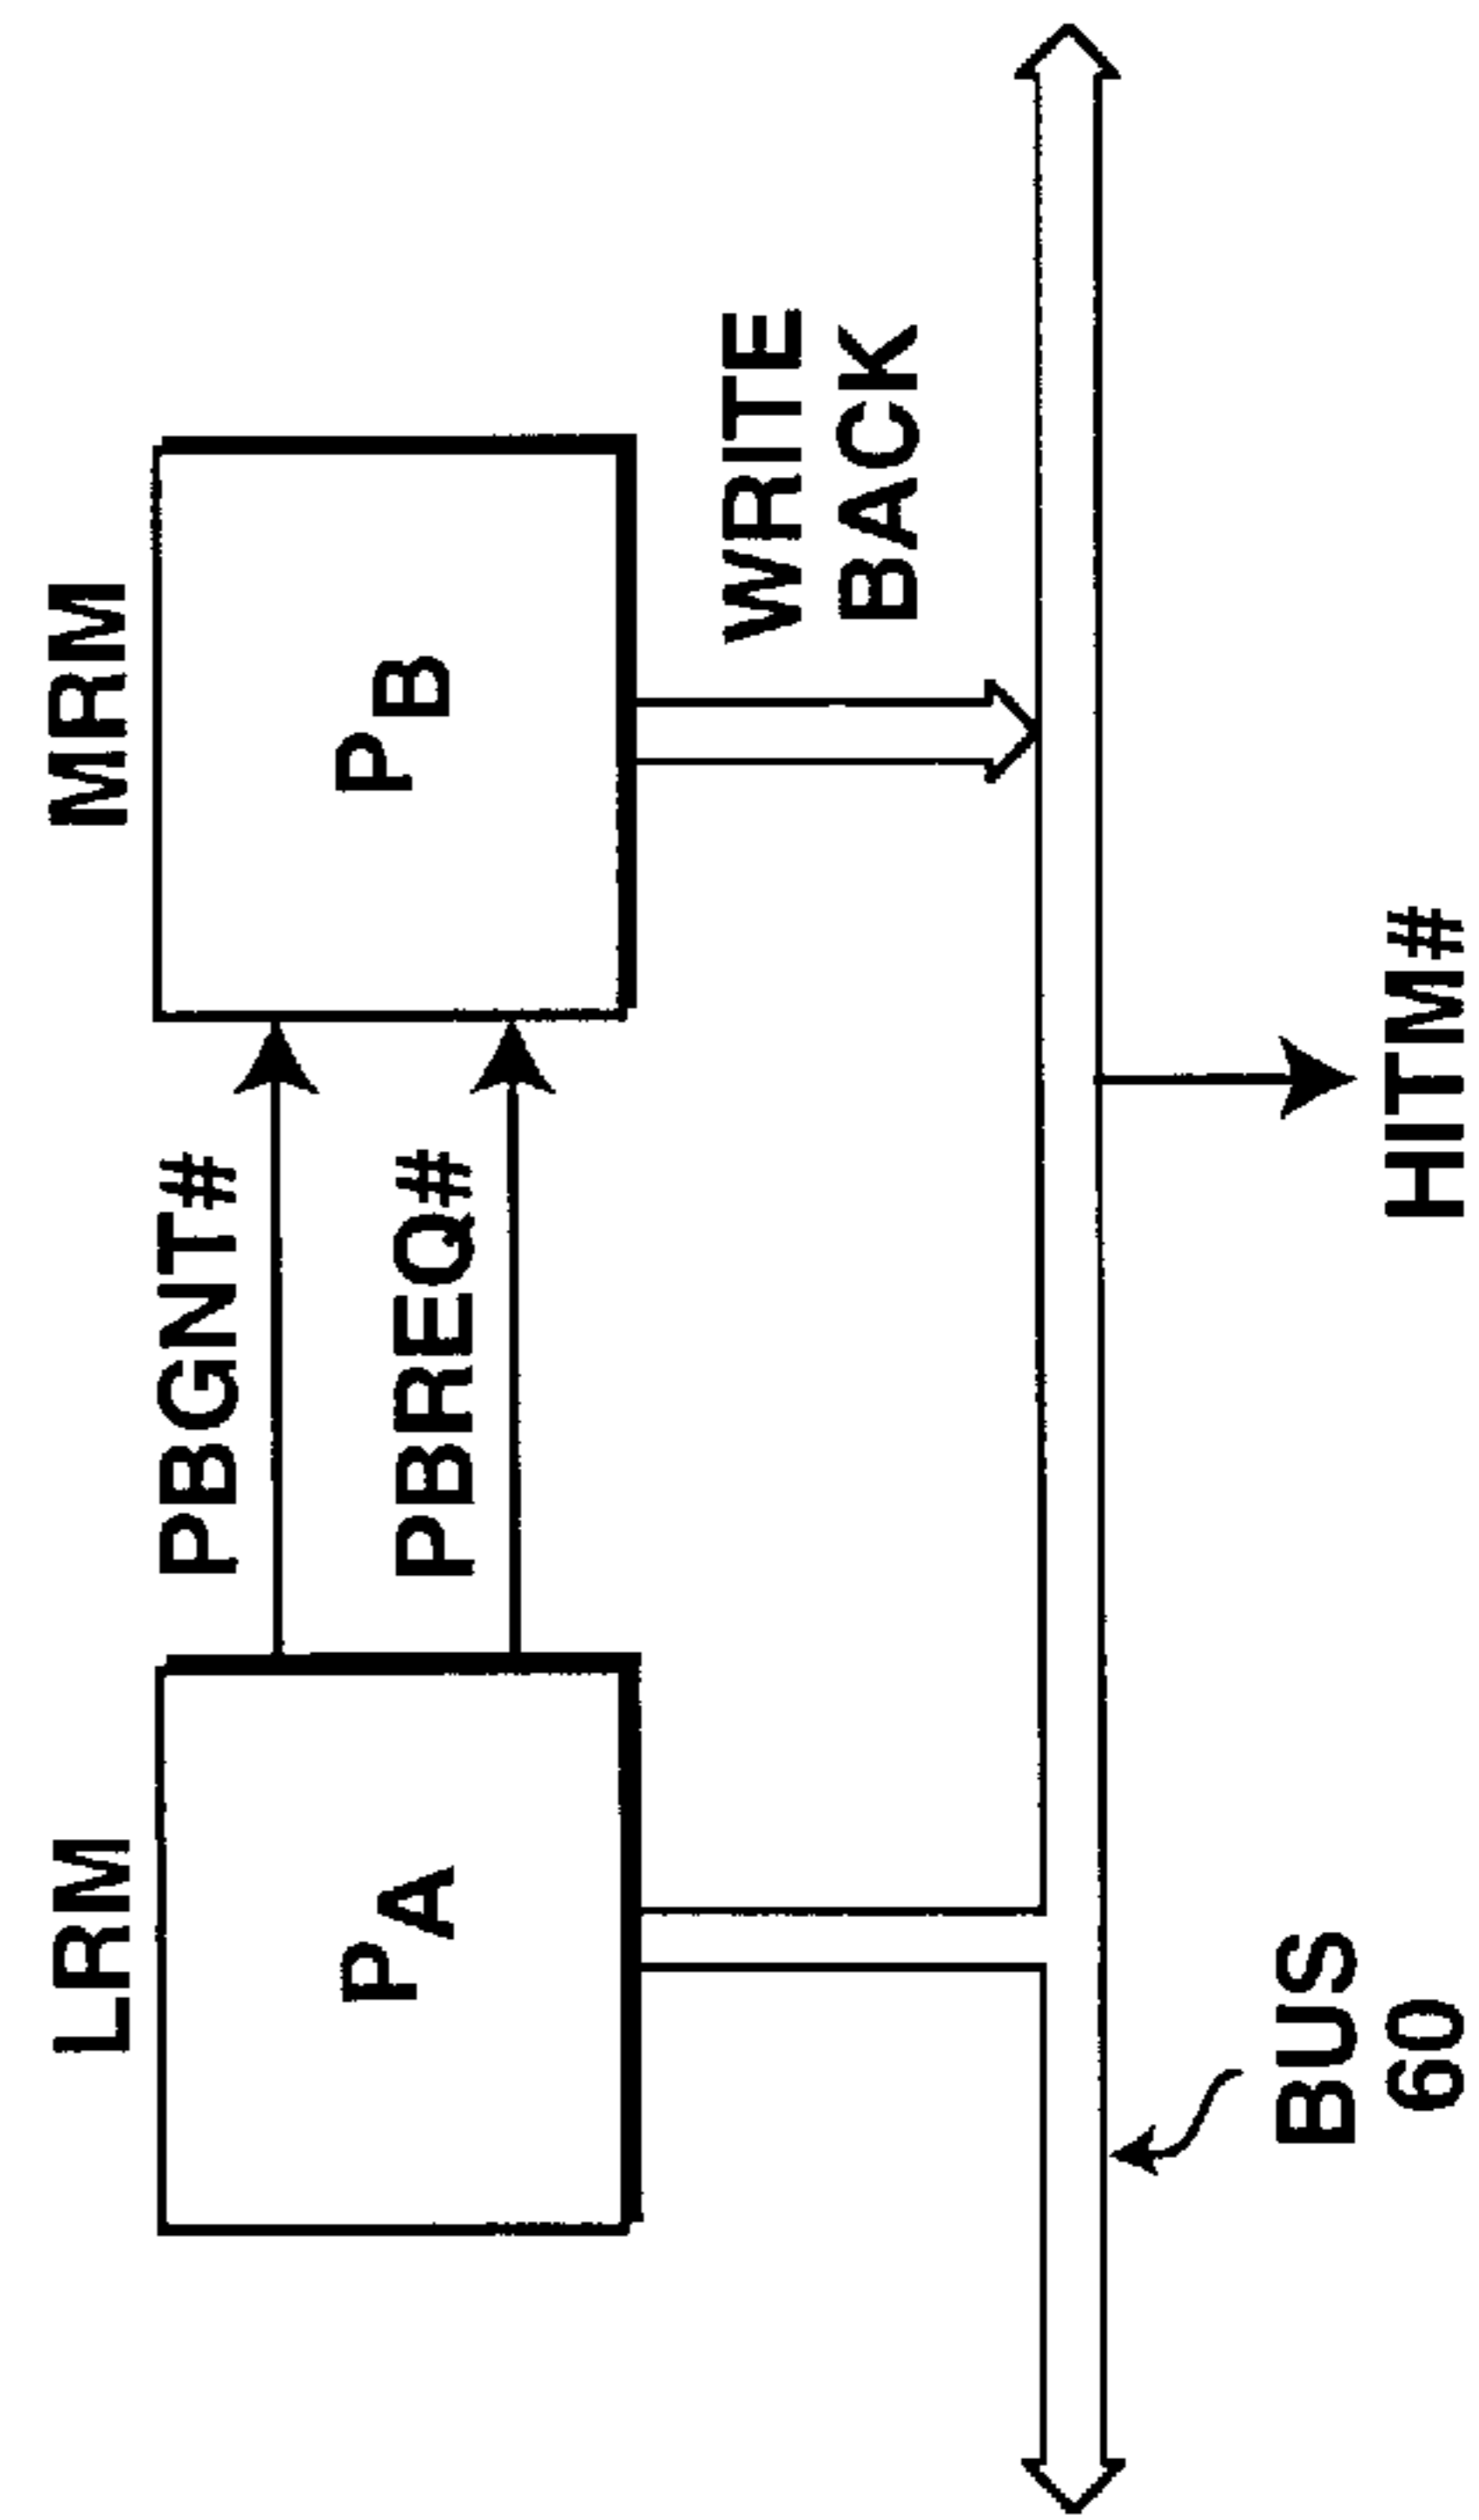 LRM
MRM
PBGNT#
PA
PB
PBREQ#
WRITE
BACK
BUS
60
HITM#